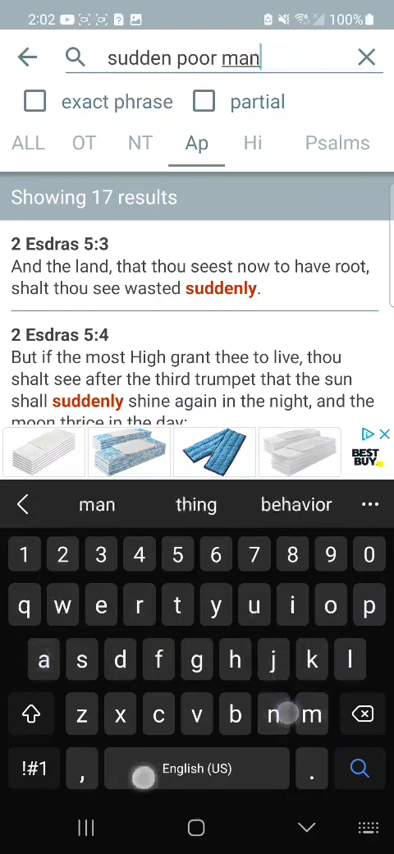 2:02 100%
sudden poor man
exact phrase partial
ALL OT NT Ap Hi Psalms
Showing 17 results
2 Esdras 5:3
And the land, that thou seest now to have root,
shalt thou see wasted suddenly.
2 Esdras 5:4
But if the most High grant thee to live, thou
shalt see after the third trumpet that the sun
shall suddenly shine again in the night, and the
moon thrice in the day:
BEST
BUY
man thing behavior
1 2 3 4 5 6 7 8 9 0
q w e r t y u i o p
a s d f g h j k l
z x c v b n m
!#1 , English (US) .